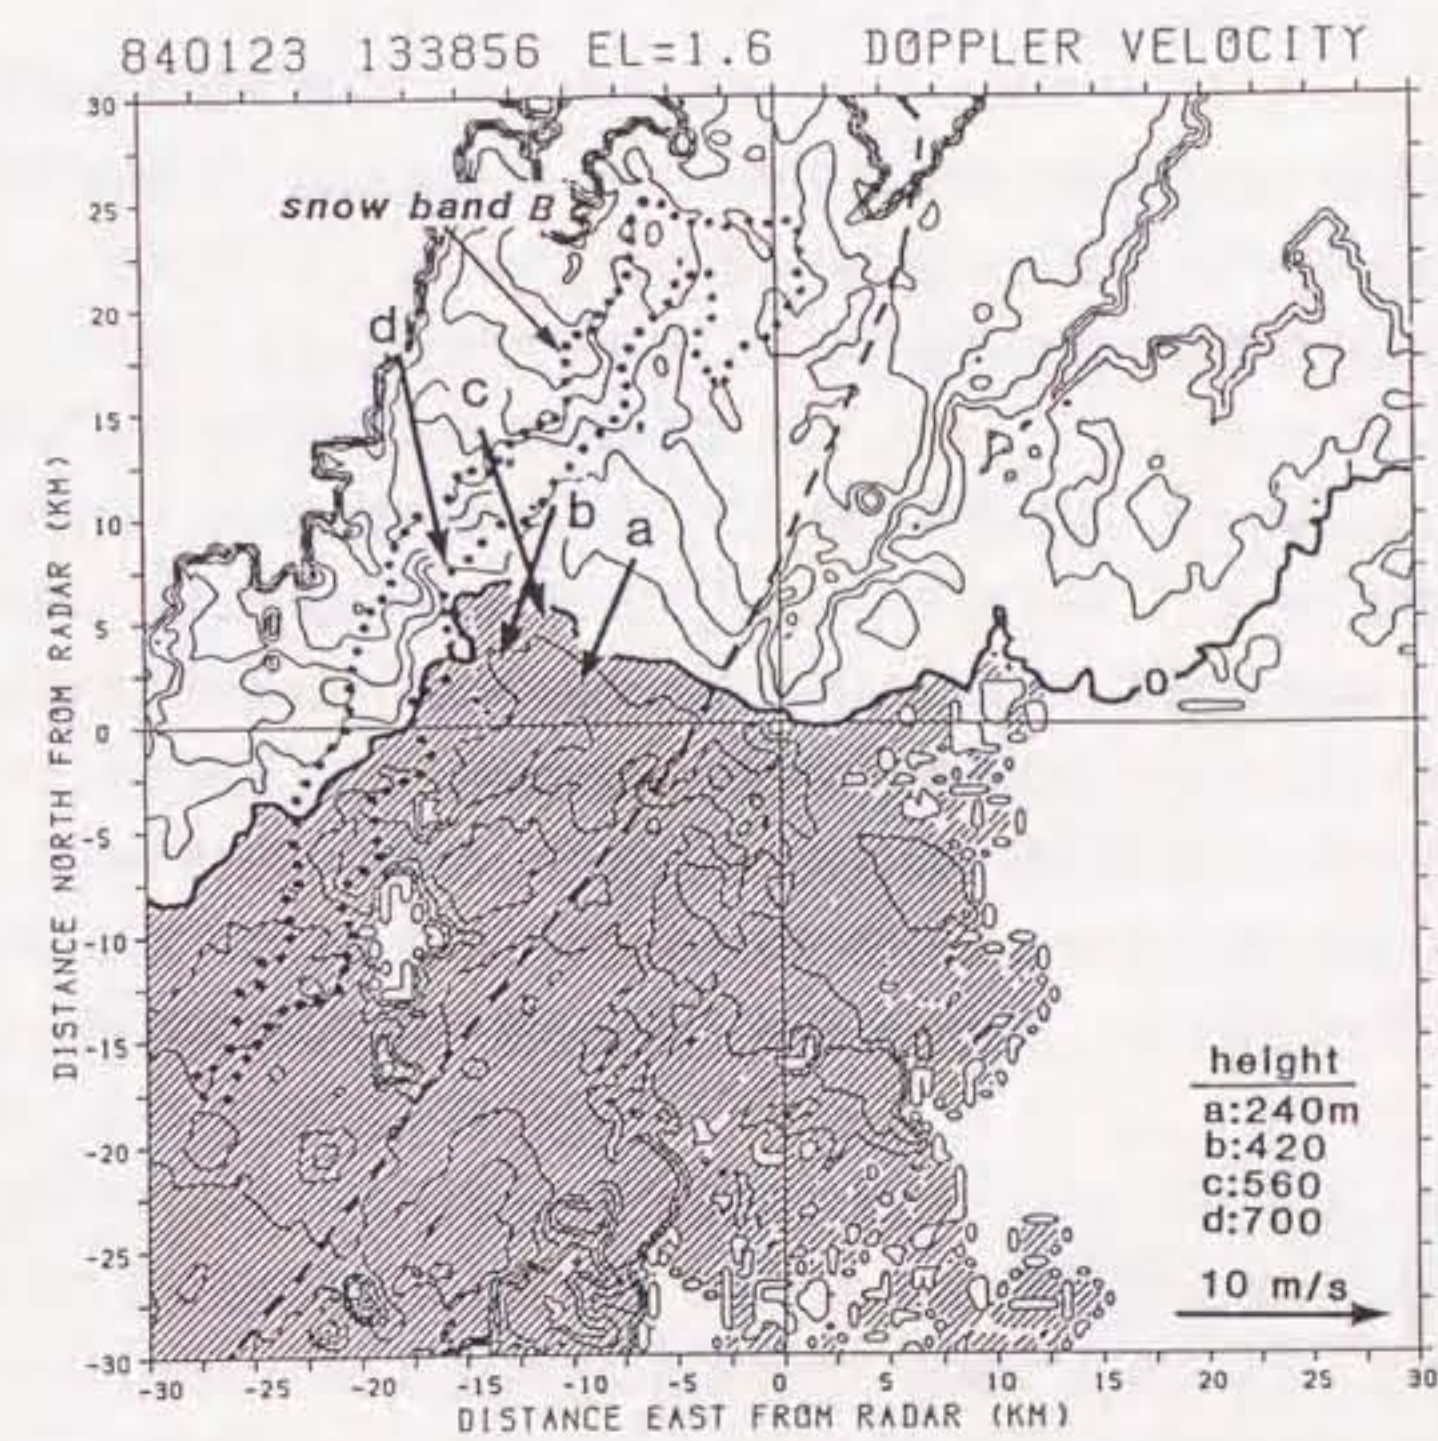 840123 133856 EL=1.6 DOPPLER VELOCITY
30
25
20
15
10
5
0
-5
-10
-15
-20
-25
-30
DISTANCE NORTH FROM RADAR (KM)
snow band B
d
c
b
a
0
height
a:240m
b:420
c:560
d:700
10 m/s
-30 -25 -20 -15 -10 -5 0 5 10 15 20 25 30
DISTANCE EAST FROM RADAR (KM)